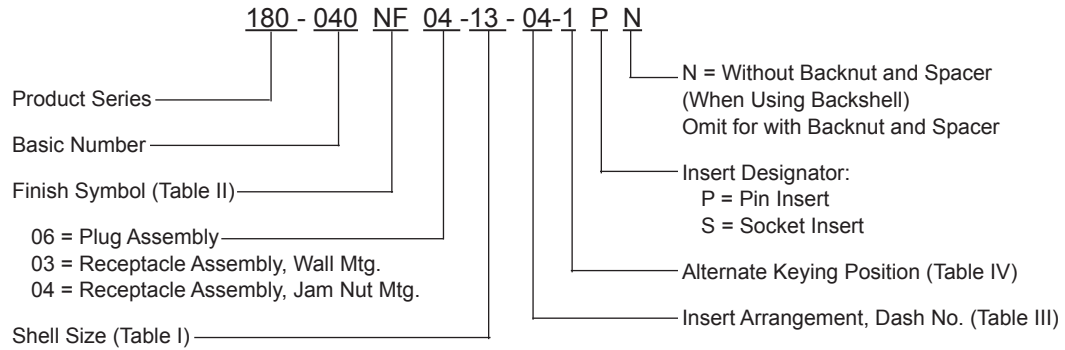 180 - 040 NF 04 -13 - 04-1 P N
Product Series
Basic Number
Finish Symbol (Table II)
06 = Plug Assembly
03 = Receptacle Assembly, Wall Mtg.
04 = Receptacle Assembly, Jam Nut Mtg.
Shell Size (Table I)
N = Without Backnut and Spacer
(When Using Backshell)
Omit for with Backnut and Spacer
Insert Designator:
P = Pin Insert
S = Socket Insert
Alternate Keying Position (Table IV)
Insert Arrangement, Dash No. (Table III)